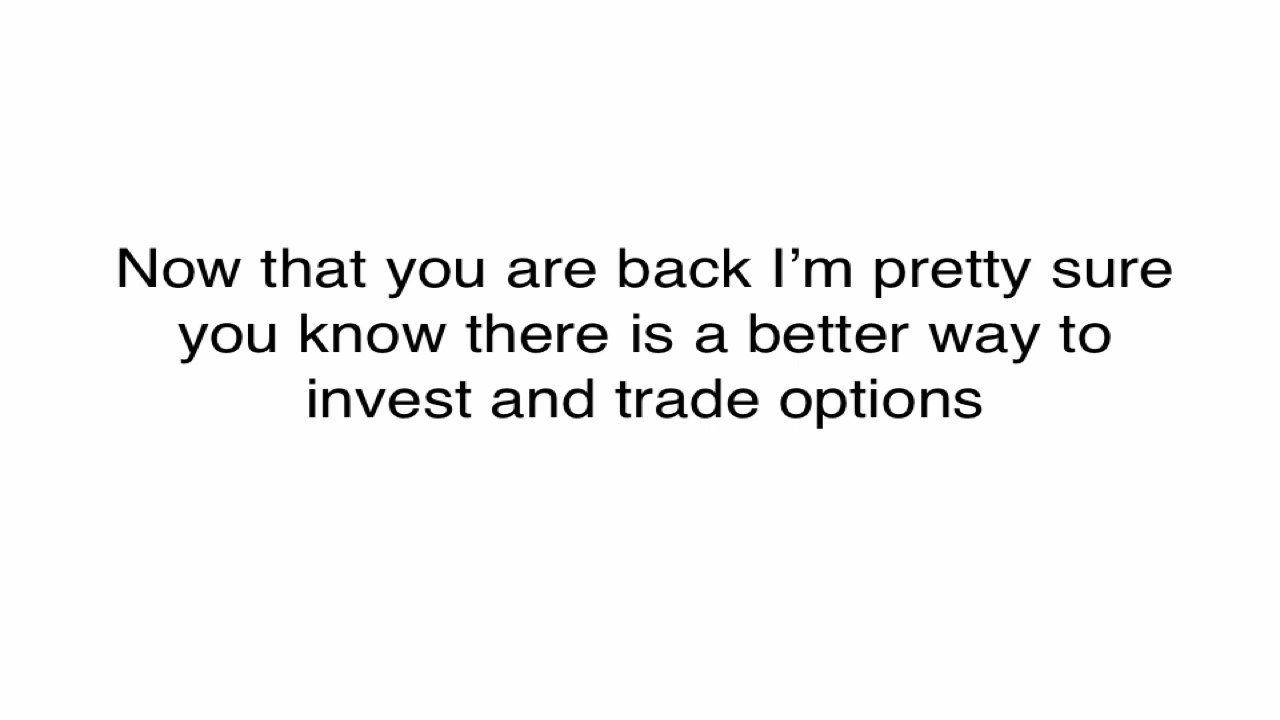 Now that you are back I’m pretty sure
you know there is a better way to
invest and trade options